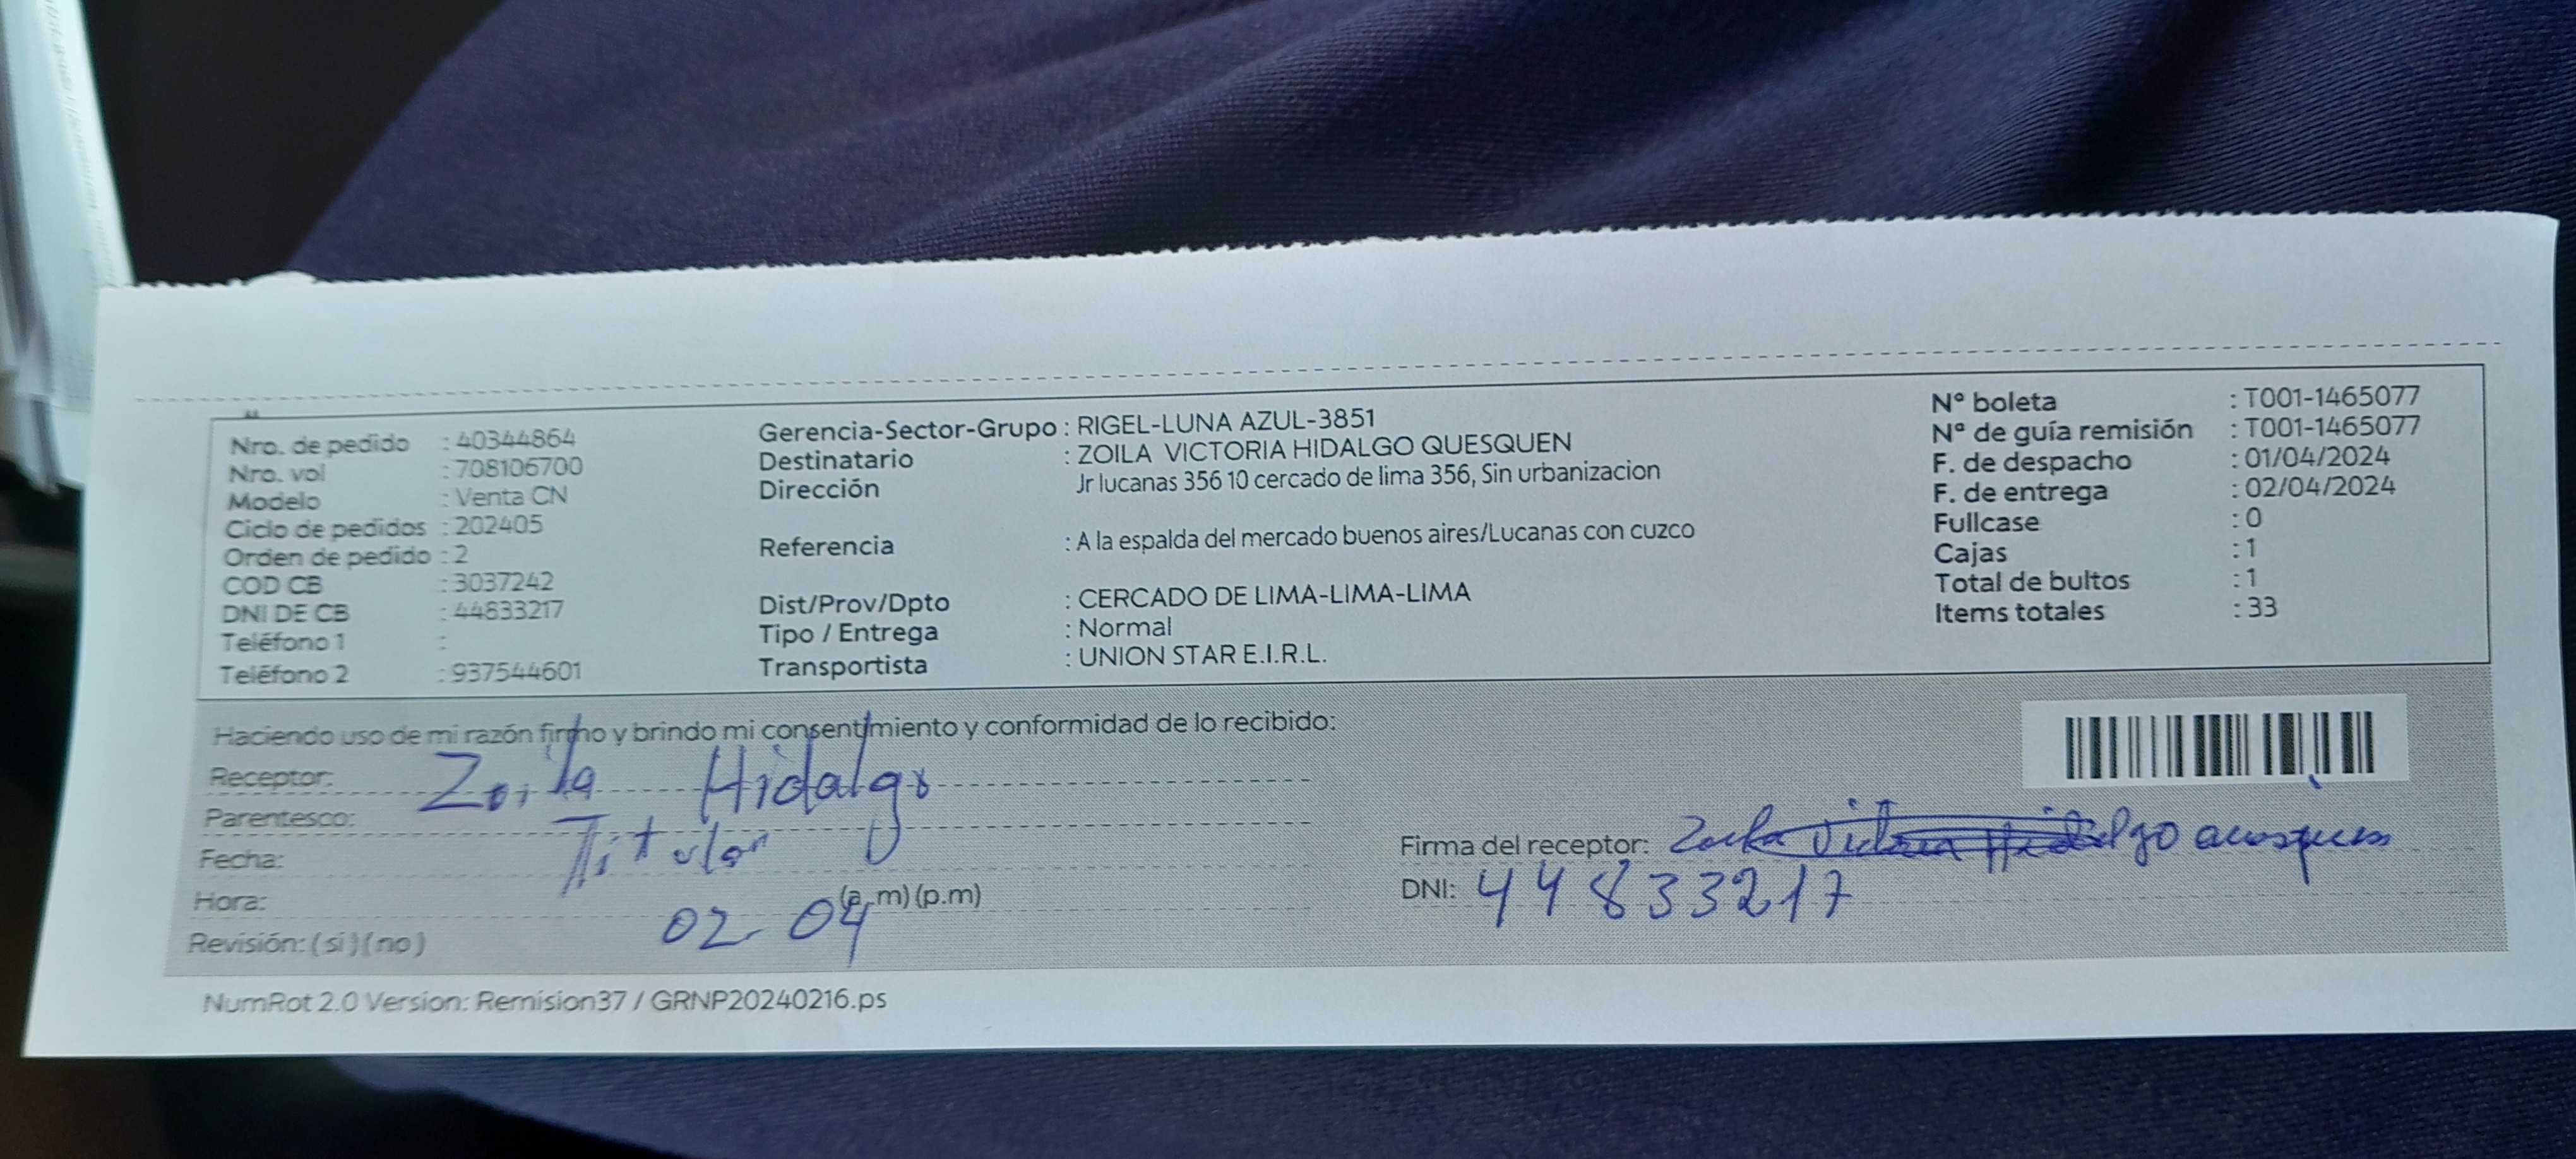 Nro. de pedido : 40344864
Nro. vol : 708106700
Modelo : Venta CN
Ciclo de pedidos : 202405
Orden de pedido : 2
COD CB : 3037242
DNI DE CB : 44833217
Teléfono 1 :
Teléfono 2 : 937544601
Gerencia-Sector-Grupo : RIGEL-LUNA AZUL-3851
Destinatario : ZOILA VICTORIA HIDALGO QUESQUEN
Dirección Jr lucanas 356 10 cercado de lima 356, Sin urbanizacion
Referencia : A la espalda del mercado buenos aires/Lucanas con cuzco
Dist/Prov/Dpto : CERCADO DE LIMA-LIMA-LIMA
Tipo / Entrega : Normal
Transportista : UNION STAR E.I.R.L.
Nº boleta : T001-1465077
Nº de guía remisión : T001-1465077
F. de despacho : 01/04/2024
F. de entrega : 02/04/2024
Fullcase : 0
Cajas : 1
Total de bultos : 1
Items totales : 33
Haciendo uso de mi razón firmo y brindo mi consentimiento y conformidad de lo recibido:
Receptor: Zoila Hidalgo
Parentesco: Titular
Fecha:
Hora: 02 04 (a.m) (p.m)
Revisión: ( si ) ( no )
Firma del receptor:
DNI: 44833217
NumRot 2.0 Version: Remision37 / GRNP20240216.ps